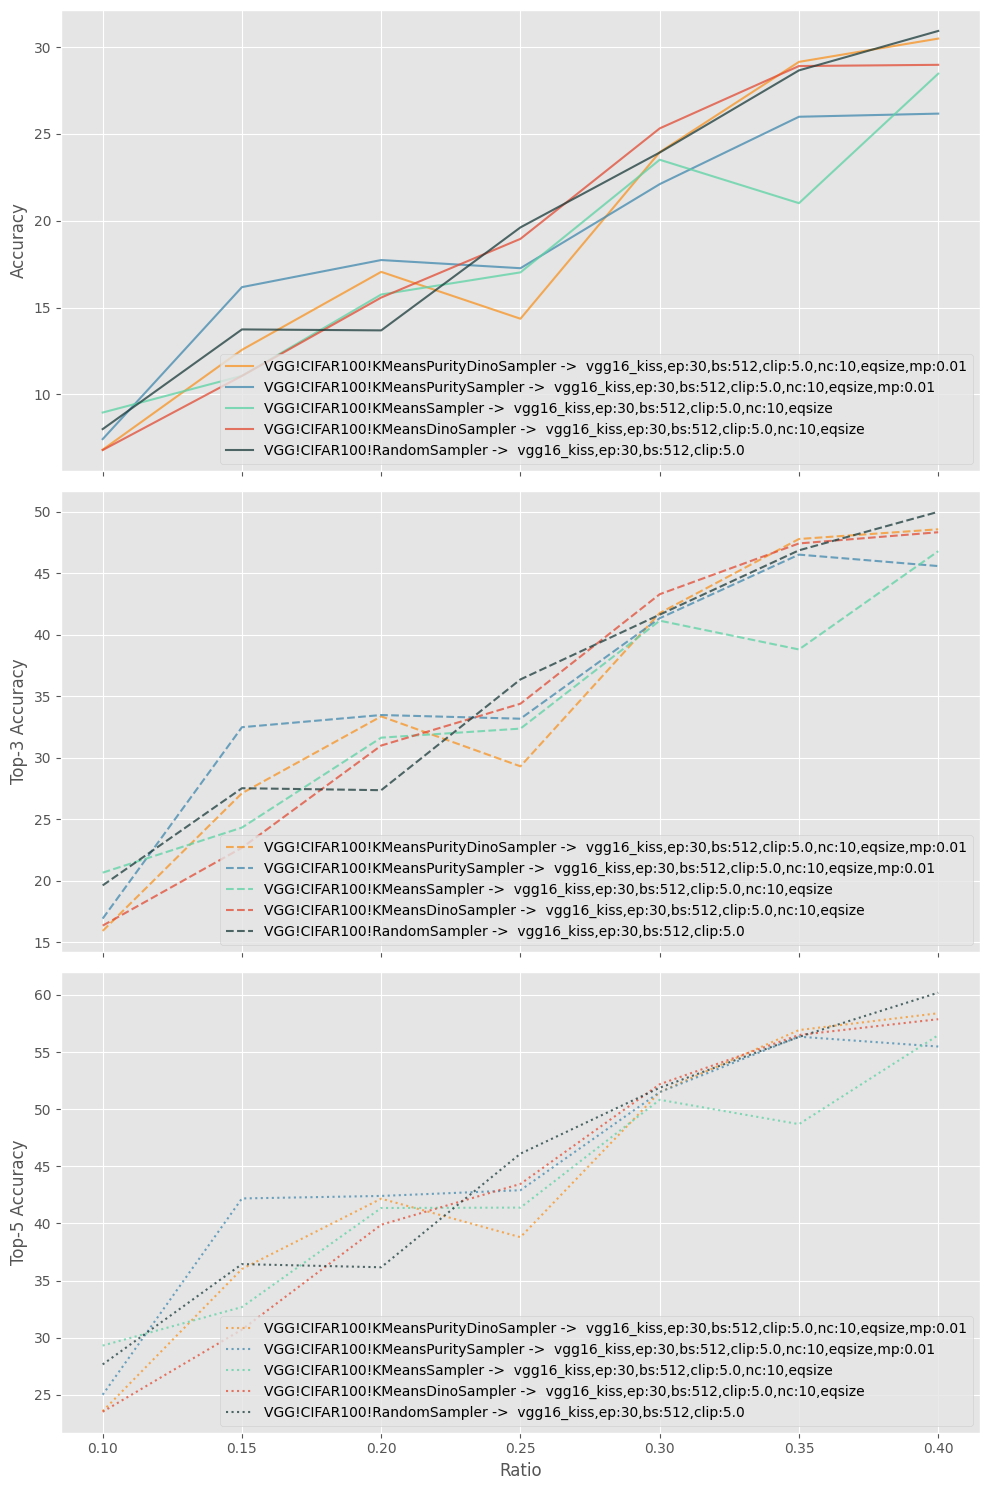 30
25
20
15
10
Accuracy
VGG!CIFAR100!KMeansPurityDinoSampler -> vgg16_kiss,ep:30,bs:512,clip:5.0,nc:10,eqsize,mp:0.01
VGG!CIFAR100!KMeansPuritySampler -> vgg16_kiss,ep:30,bs:512,clip:5.0,nc:10,eqsize,mp:0.01
VGG!CIFAR100!KMeansSampler -> vgg16_kiss,ep:30,bs:512,clip:5.0,nc:10,eqsize
VGG!CIFAR100!KMeansDinoSampler -> vgg16_kiss,ep:30,bs:512,clip:5.0,nc:10,eqsize
VGG!CIFAR100!RandomSampler -> vgg16_kiss,ep:30,bs:512,clip:5.0
50
45
40
35
30
25
20
15
Top-3 Accuracy
VGG!CIFAR100!KMeansPurityDinoSampler -> vgg16_kiss,ep:30,bs:512,clip:5.0,nc:10,eqsize,mp:0.01
VGG!CIFAR100!KMeansPuritySampler -> vgg16_kiss,ep:30,bs:512,clip:5.0,nc:10,eqsize,mp:0.01
VGG!CIFAR100!KMeansSampler -> vgg16_kiss,ep:30,bs:512,clip:5.0,nc:10,eqsize
VGG!CIFAR100!KMeansDinoSampler -> vgg16_kiss,ep:30,bs:512,clip:5.0,nc:10,eqsize
VGG!CIFAR100!RandomSampler -> vgg16_kiss,ep:30,bs:512,clip:5.0
60
55
50
45
40
35
30
25
Top-5 Accuracy
VGG!CIFAR100!KMeansPurityDinoSampler -> vgg16_kiss,ep:30,bs:512,clip:5.0,nc:10,eqsize,mp:0.01
VGG!CIFAR100!KMeansPuritySampler -> vgg16_kiss,ep:30,bs:512,clip:5.0,nc:10,eqsize,mp:0.01
VGG!CIFAR100!KMeansSampler -> vgg16_kiss,ep:30,bs:512,clip:5.0,nc:10,eqsize
VGG!CIFAR100!KMeansDinoSampler -> vgg16_kiss,ep:30,bs:512,clip:5.0,nc:10,eqsize
VGG!CIFAR100!RandomSampler -> vgg16_kiss,ep:30,bs:512,clip:5.0
0.10 0.15 0.20 0.25 0.30 0.35 0.40
Ratio